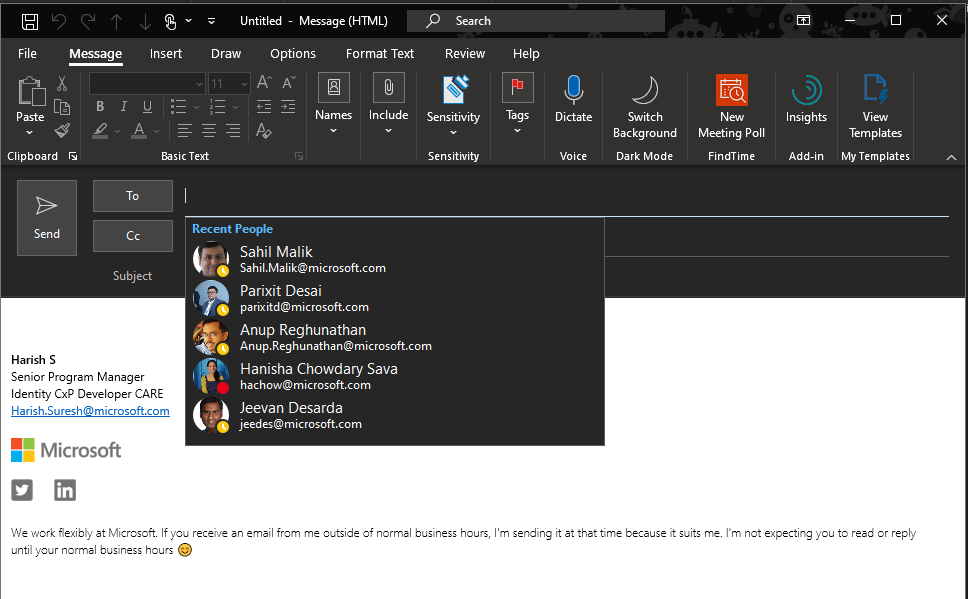 Untitled - Message (HTML)
Search
File Message Insert Draw Options Format Text Review Help
Paste
11
B I U
A
Names
Include
Sensitivity
Tags
Dictate
Switch Background
New Meeting Poll
Insights
View Templates
Clipboard
Basic Text
Sensitivity
Voice
Dark Mode
FindTime
Add-in
My Templates
Send
To
Cc
Subject
Recent People
Sahil Malik
Sahil.Malik@microsoft.com
Parixit Desai
parixitd@microsoft.com
Anup Reghunathan
Anup.Reghunathan@microsoft.com
Hanisha Chowdary Sava
hachow@microsoft.com
Jeevan Desarda
jeedes@microsoft.com
Harish S
Senior Program Manager
Identity CxP Developer CARE
Harish.Suresh@microsoft.com
Microsoft
in
We work flexibly at Microsoft. If you receive an email from me outside of normal business hours, I'm sending it at that time because it suits me. I'm not expecting you to read or reply
until your normal business hours 😊